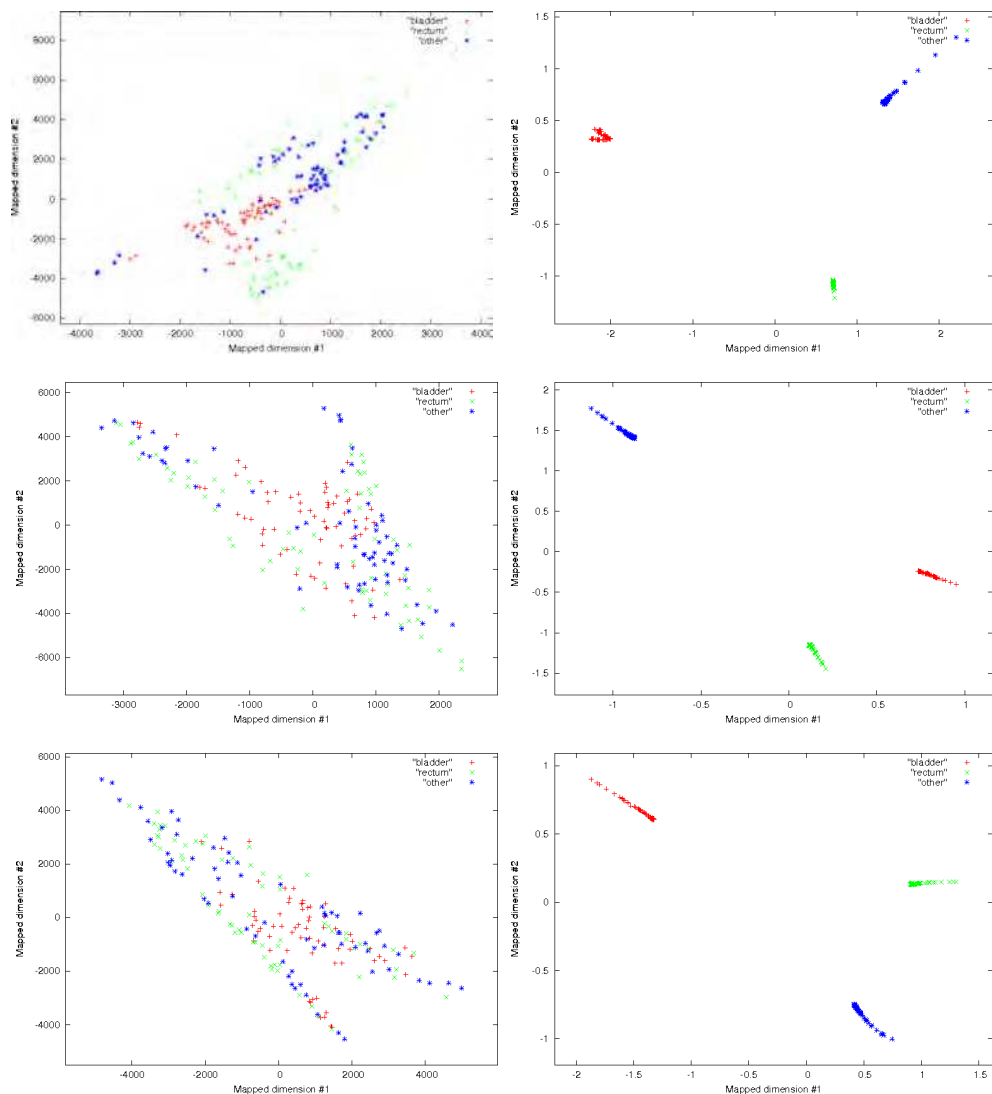 "bladder" +
"rectum" ×
"other" *
8000
6000
4000
2000
0
-2000
-4000
-6000
Mapped dimension #2
-4000 -3000 -2000 -1000 0 1000 2000 3000 4000
Mapped dimension #1
"bladder" +
"rectum" ×
"other" *
1.5
1
0.5
0
-0.5
-1
Mapped dimension #2
-2 -1 0 1 2
Mapped dimension #1
"bladder" +
"rectum" ×
"other" *
6000
4000
2000
0
-2000
-4000
-6000
Mapped dimension #2
-3000 -2000 -1000 0 1000 2000
Mapped dimension #1
"bladder" +
"rectum" ×
"other" *
2
1.5
1
0.5
0
-0.5
-1
-1.5
Mapped dimension #2
-1 -0.5 0 0.5 1
Mapped dimension #1
"bladder" +
"rectum" ×
"other" *
6000
4000
2000
0
-2000
-4000
Mapped dimension #2
-4000 -2000 0 2000 4000
Mapped dimension #1
"bladder" +
"rectum" ×
"other" *
1
0.5
0
-0.5
-1
Mapped dimension #2
-2 -1.5 -1 -0.5 0 0.5 1 1.5
Mapped dimension #1